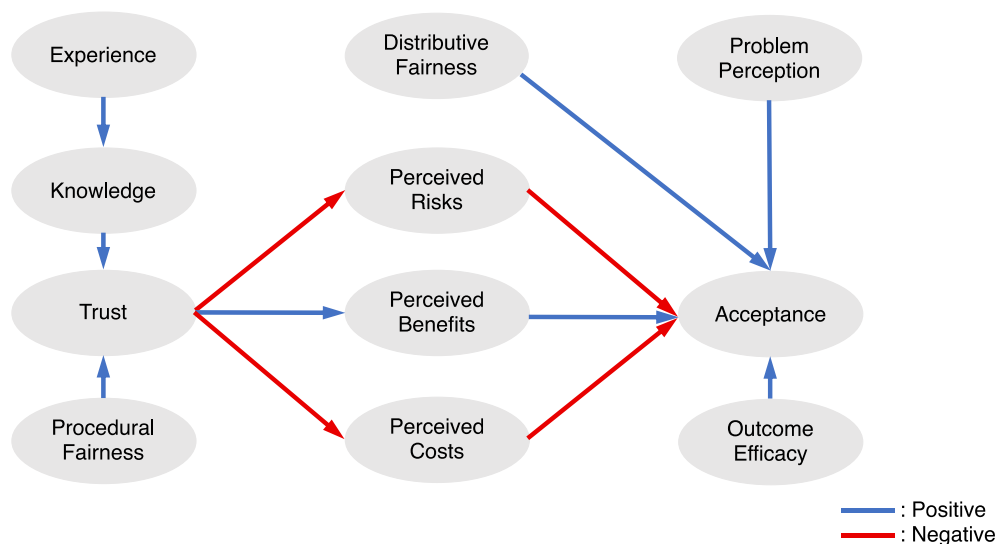 Experience
Distributive
Fairness
Problem
Perception
Knowledge
Perceived
Risks
Trust
Perceived
Benefits
Acceptance
Procedural
Fairness
Perceived
Costs
Outcome
Efficacy
: Positive
: Negative